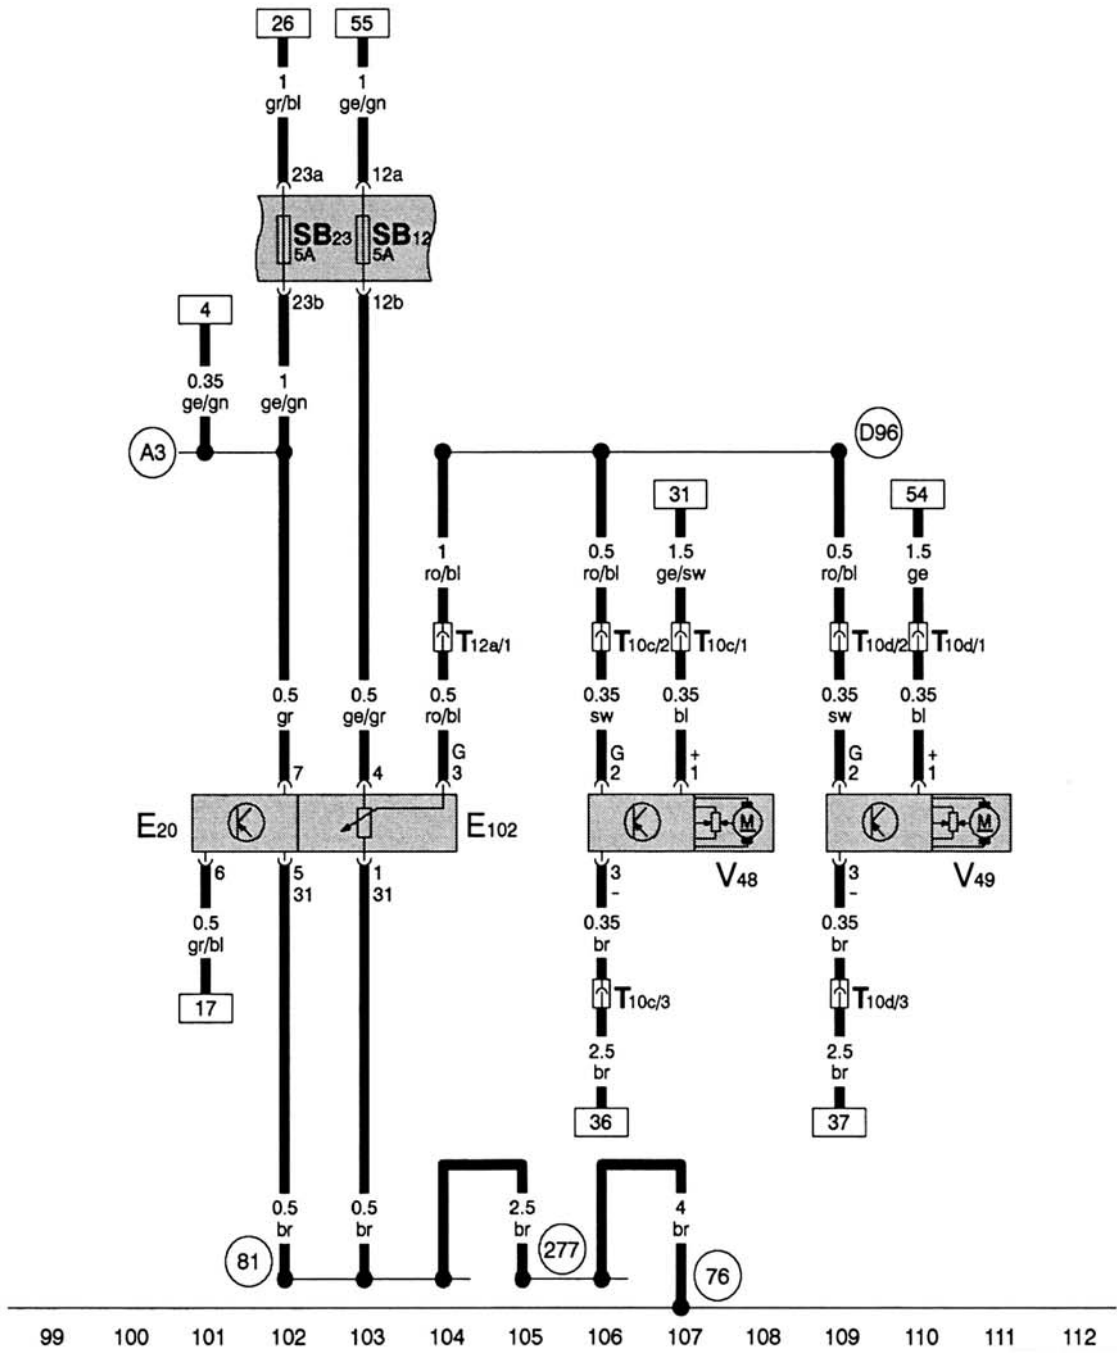 26 55
1 1
gr/bl ge/gn
23a 12a
SB23 SB12
5A 5A
23b 12b
4
0.35 1
ge/gn ge/gn
A3 D96
31 54
1 0.5 1.5 0.5 1.5
ro/bl ro/bl ge/sw ro/bl ge
T12a/1 T10c/2 T10c/1 T10d/2 T10d/1
0.5 0.5 0.5 0.35 0.35 0.35 0.35
gr ge/gr ro/bl sw bl sw bl
G G + G +
7 4 3 2 1 2 1
E20 E102 M M
V48 V49
6 5 1 3 3
31 31 - -
0.5 0.35 0.35
gr/bl br br
17 T10c/3 T10d/3
2.5 2.5
br br
36 37
0.5 0.5 2.5 4
br br br br
81 277 76
99 100 101 102 103 104 105 106 107 108 109 110 111 112